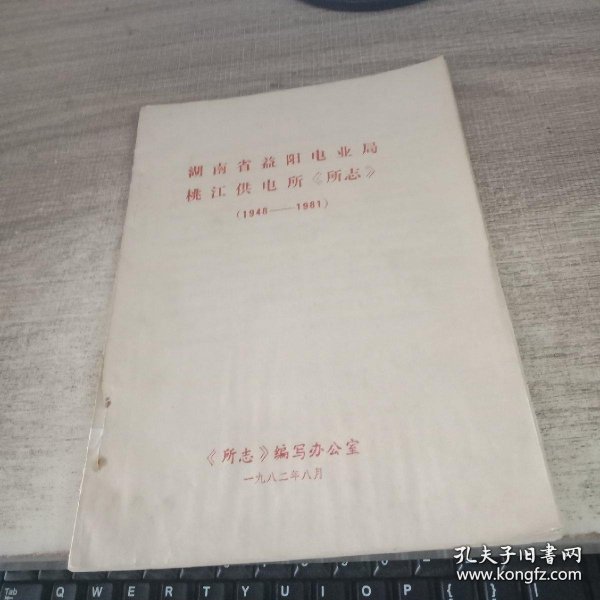 湖南省益阳电业局
桃江供电所《所志》
(1948——1981)
《所志》编写办公室
一九八二年八月
Tab
Q W E R T Y U I O P
孔夫子旧书网
www.kongfz.com